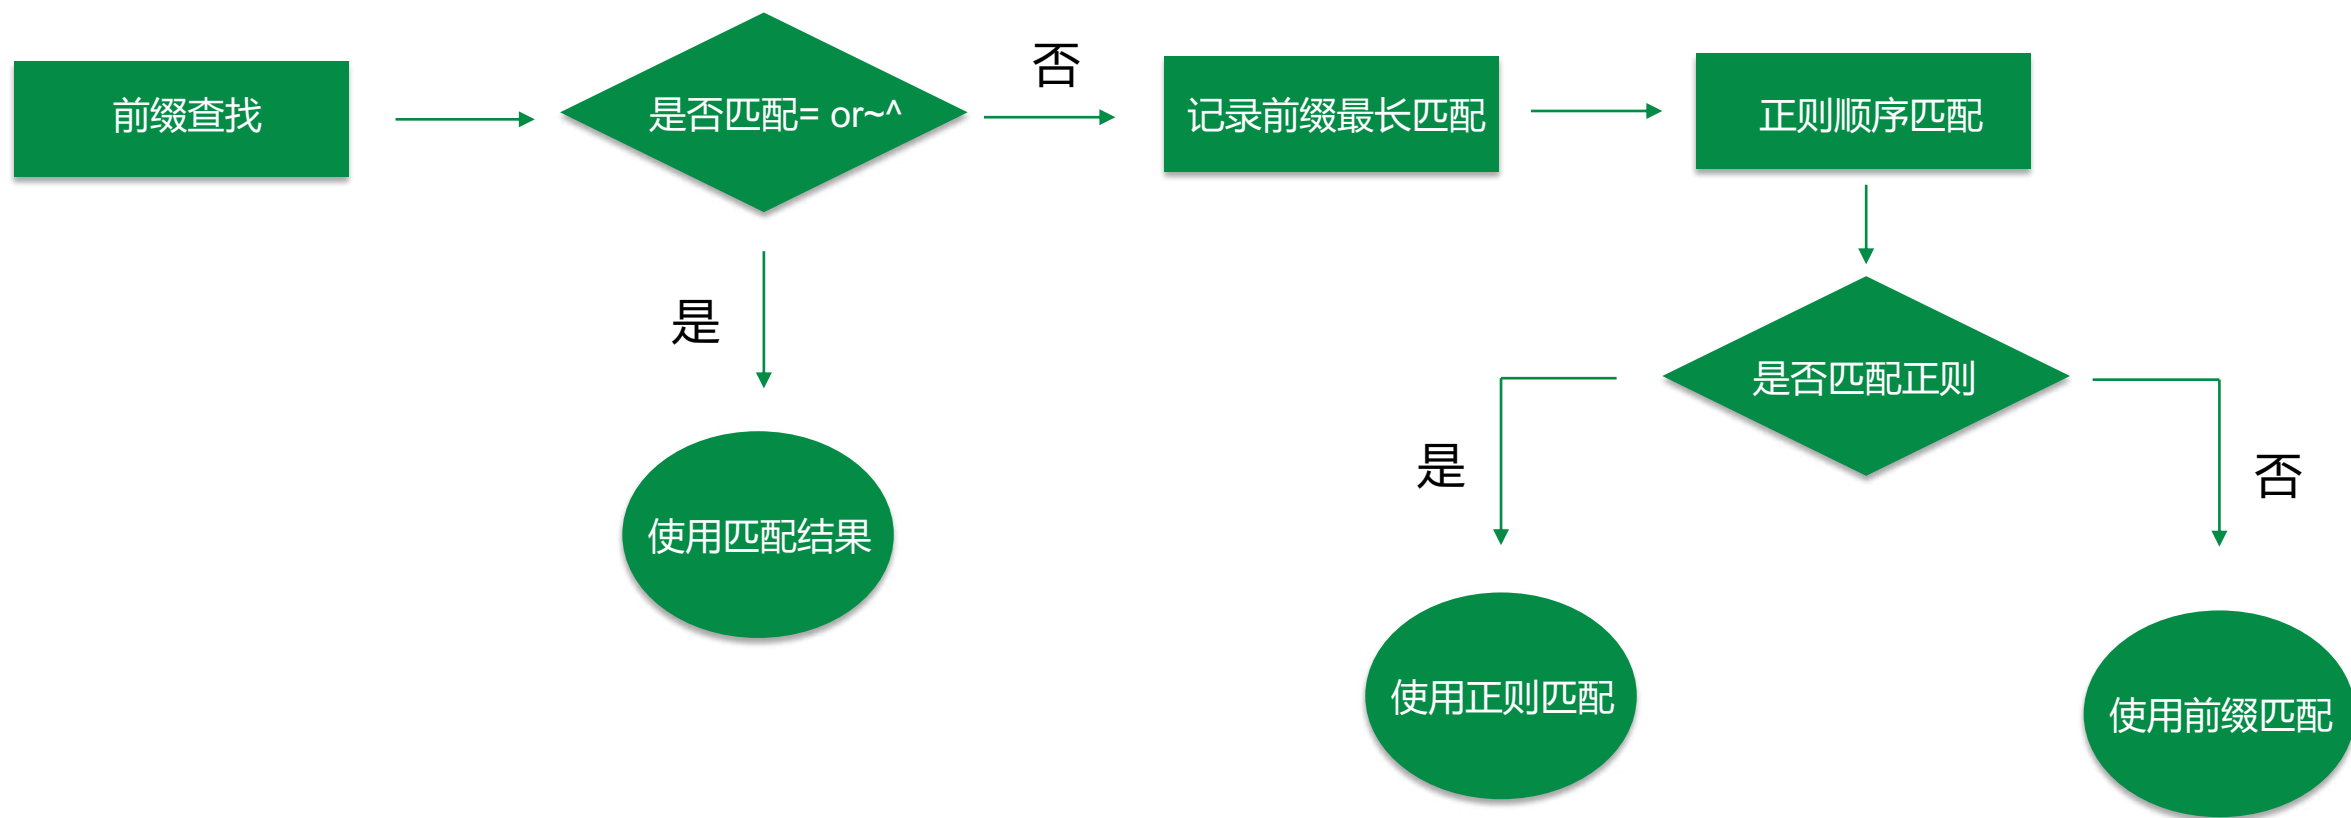 前缀查找
是否匹配= or~^
否
记录前缀最长匹配
正则顺序匹配
是
是否匹配正则
是
否
使用匹配结果
使用正则匹配
使用前缀匹配